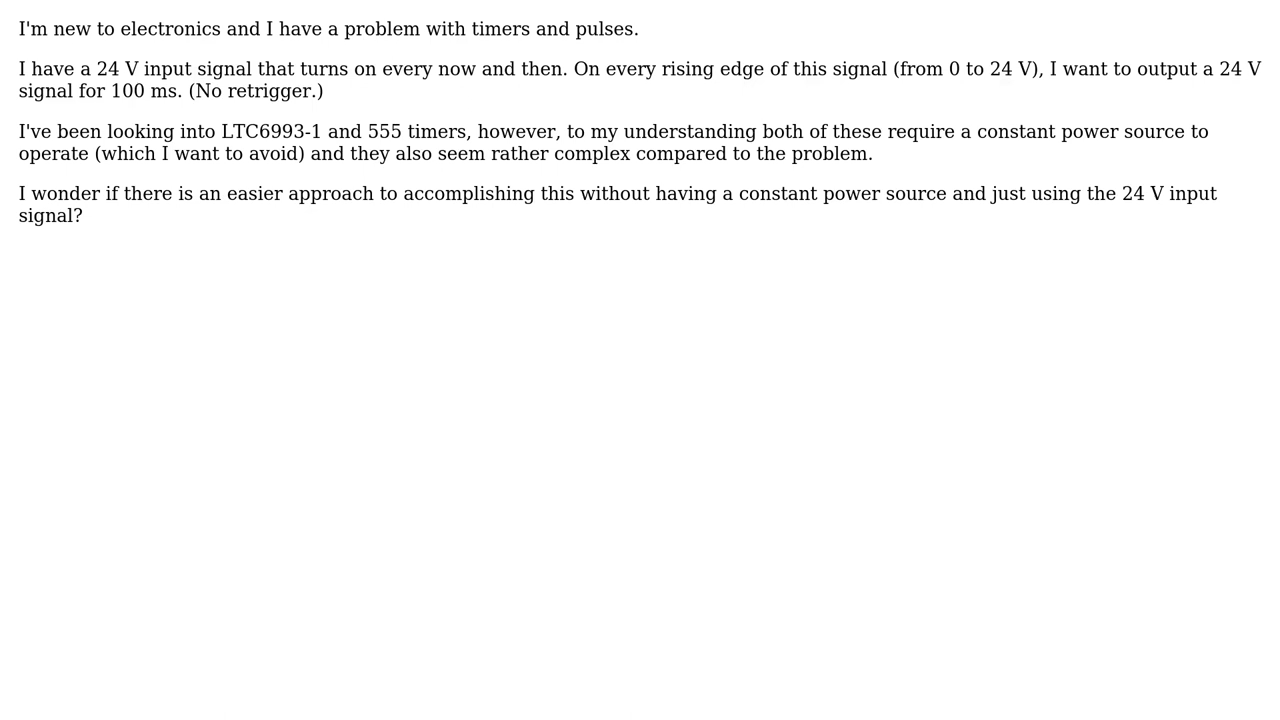 I'm new to electronics and I have a problem with timers and pulses.
I have a 24 V input signal that turns on every now and then. On every rising edge of this signal (from 0 to 24 V), I want to output a 24 V
signal for 100 ms. (No retrigger.)
I've been looking into LTC6993-1 and 555 timers, however, to my understanding both of these require a constant power source to
operate (which I want to avoid) and they also seem rather complex compared to the problem.
I wonder if there is an easier approach to accomplishing this without having a constant power source and just using the 24 V input
signal?